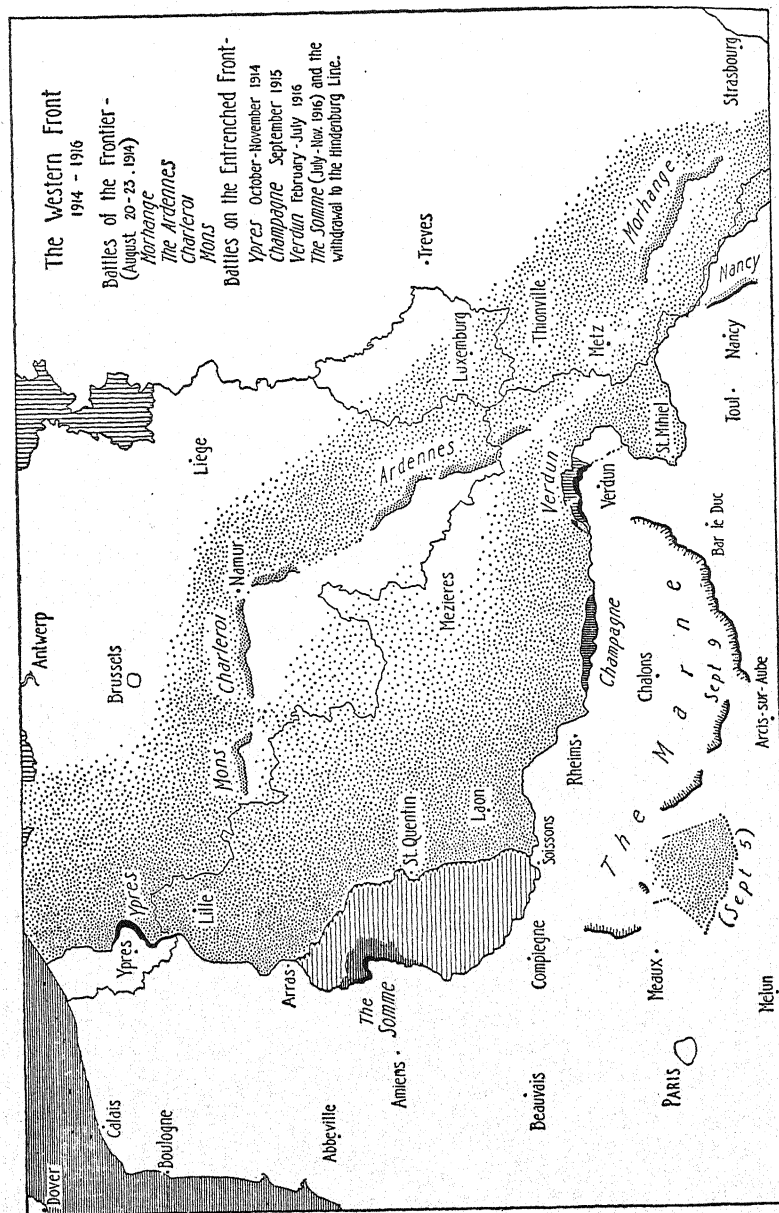 The Western Front
1914 - 1916
Battles of the Frontier -
(August 20-23. 1914)
Morhange
The Ardennes
Charleroi
Mons
Battles on the Entrenched Front-
Ypres October-November 1914
Champagne September 1915
Verdun February-July 1916
The Somme (July-Nov. 1916) and the
withdrawal to the Hindenburg Line.
Dover
Calais
Boulogne
Abbeville
Amiens
Beauvais
PARIS
Antwerp
Brussels
Liège
Ypres
Ypres
Lille
Mons
Charleroi
Namur
Arras
The
Somme
St. Quentin
Laon
Mezieres
Ardennes
Luxemburg
Treves
Compiegne
Soissons
Rheims
Champagne
Verdun
Verdun
Thionville
Metz
Morhange
Strasbourg
Meaux
Melun
The Marne
(Sept 5)
Sept 9
Chalons
Arcis-sur-Aube
Bar le Duc
St. Mihiel
Toul
Nancy
Nancy